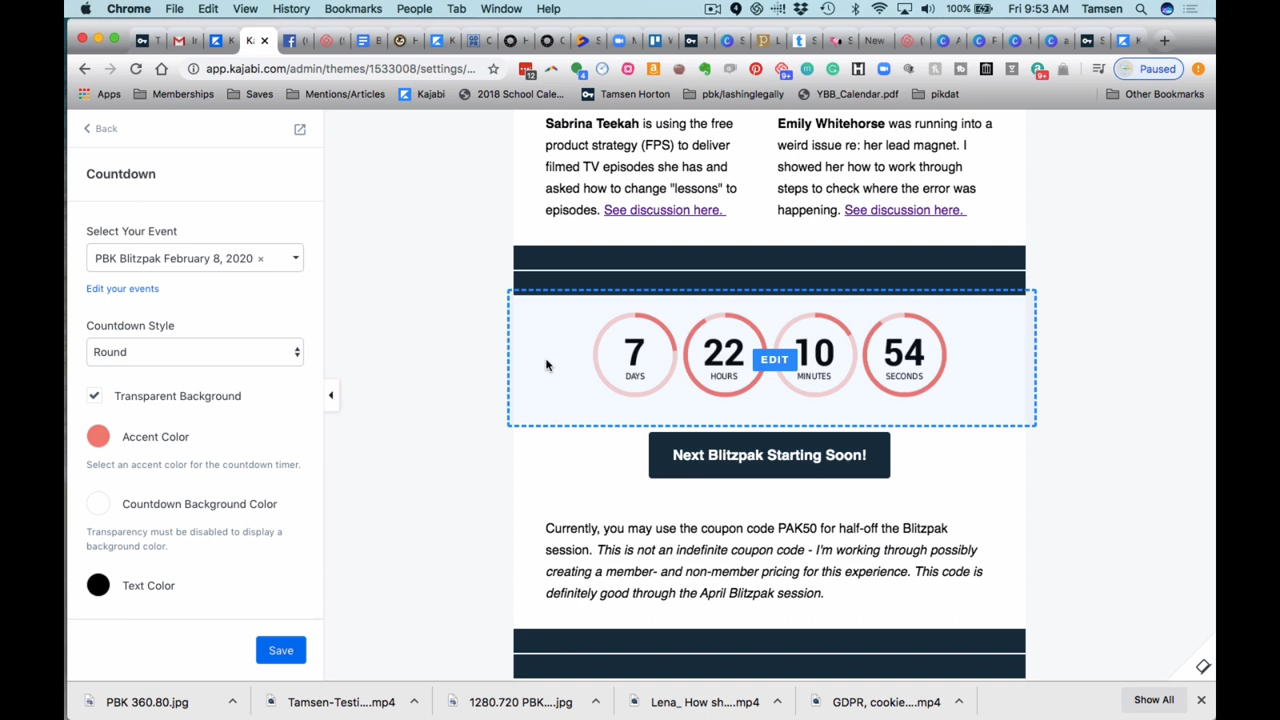 Chrome File Edit View History Bookmarks People Tab Window Help 100% Fri 9:53 AM Tamsen
app.kajabi.com/admin/themes/1533008/settings/... Paused
Apps Memberships Saves Mentions/Articles Kajabi 2018 School Cale... Tamsen Horton pbk/lashinglegally YBB_Calendar.pdf pikdat Other Bookmarks
Back
Countdown
Select Your Event
PBK Blitzpak February 8, 2020 ×
Edit your events
Countdown Style
Round
Transparent Background
Accent Color
Select an accent color for the countdown timer.
Countdown Background Color
Transparency must be disabled to display a
background color.
Text Color
Save
Sabrina Teekah is using the free
product strategy (FPS) to deliver
filmed TV episodes she has and
asked how to change "lessons" to
episodes. See discussion here.
Emily Whitehorse was running into a
weird issue re: her lead magnet. I
showed her how to work through
steps to check where the error was
happening. See discussion here.
7 22 10 54
EDIT
DAYS HOURS MINUTES SECONDS
Next Blitzpak Starting Soon!
Currently, you may use the coupon code PAK50 for half-off the Blitzpak
session. This is not an indefinite coupon code - I'm working through possibly
creating a member- and non-member pricing for this experience. This code is
definitely good through the April Blitzpak session.
PBK 360.80.jpg Tamsen-Testi....mp4 1280.720 PBK....jpg Lena_ How sh....mp4 GDPR, cookie....mp4 Show All